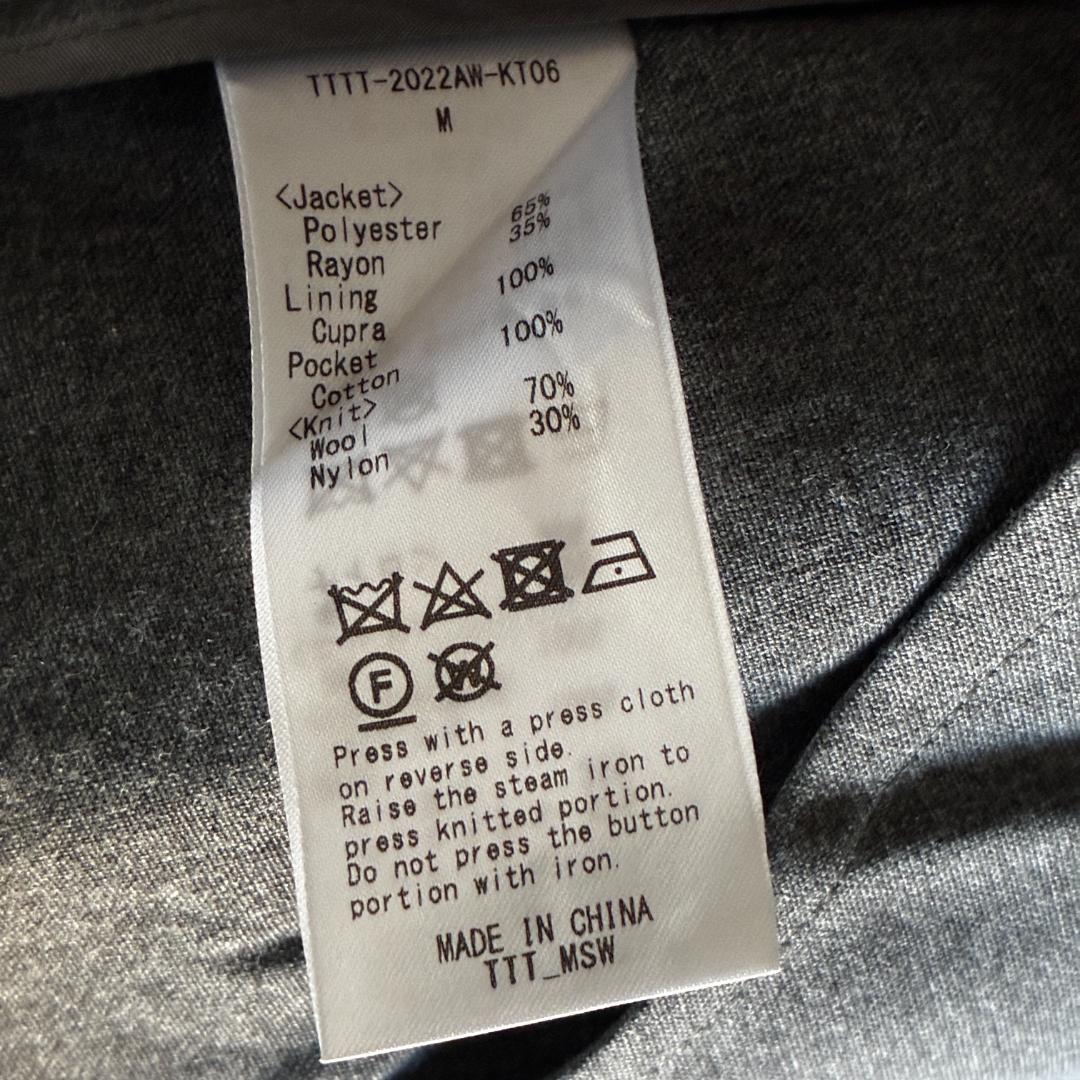 TTTT-2022AW-KT06
M
<Jacket>
Polyester 65%
Rayon 35%
Lining
Cupra 100%
Pocket
Cotton 100%
<Knit>
Wool 70%
Nylon 30%
F
W
Press with a press cloth
on reverse side.
Raise the steam iron to
press knitted portion.
Do not press the button
portion with iron.
MADE IN CHINA
TTT_MSW